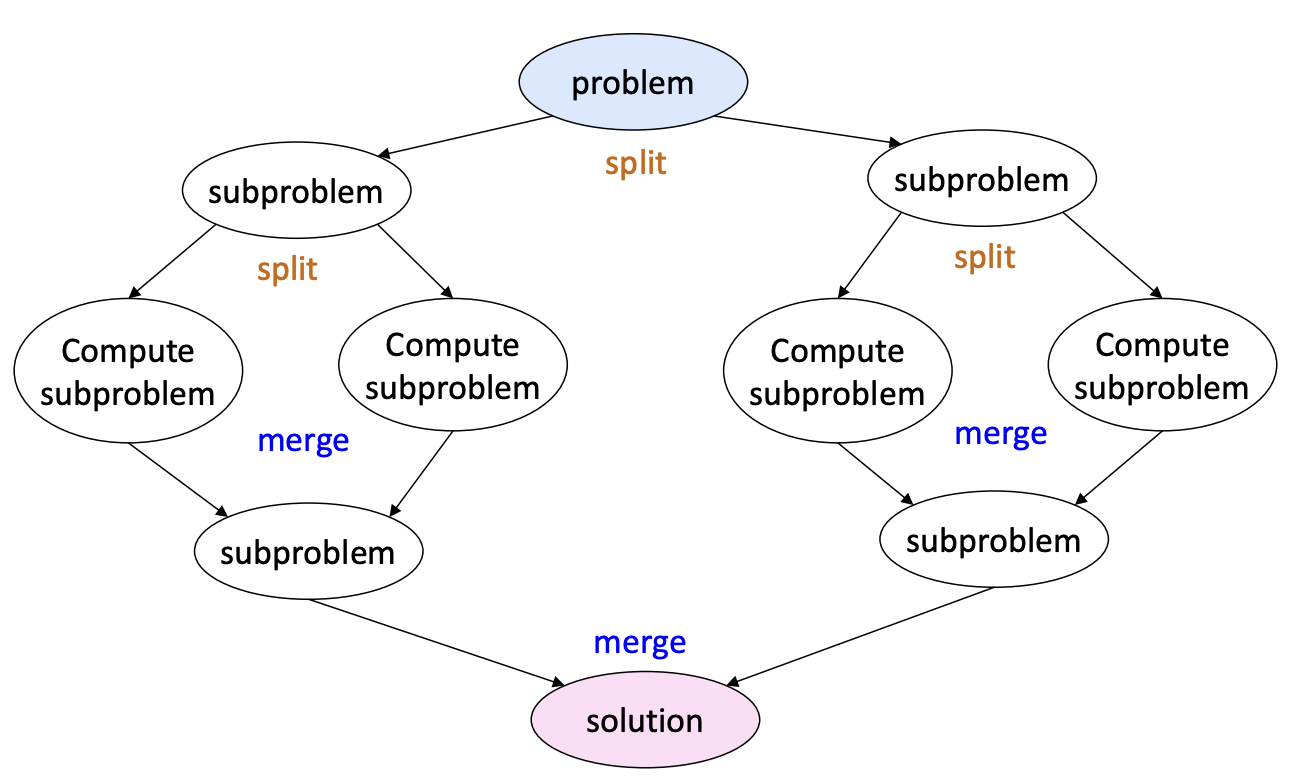 problem
split
subproblem
subproblem
split
split
Compute
subproblem
Compute
subproblem
Compute
subproblem
Compute
subproblem
merge
merge
subproblem
subproblem
merge
solution